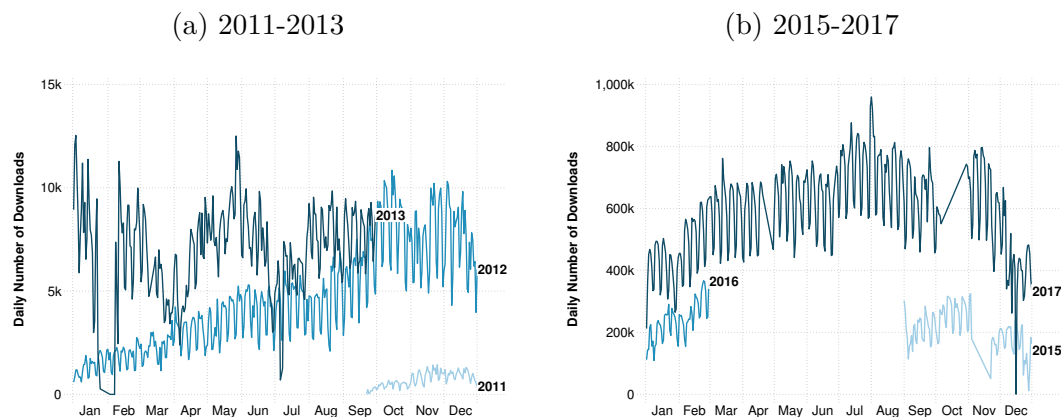 (a) 2011-2013
15k
10k
5k
0
Daily Number of Downloads
2013
2012
2011
Jan Feb Mar Apr May Jun Jul Aug Sep Oct Nov Dec
(b) 2015-2017
1,000k
800k
600k
400k
200k
0
Daily Number of Downloads
2016
2017
2015
Jan Feb Mar Apr May Jun Jul Aug Sep Oct Nov Dec